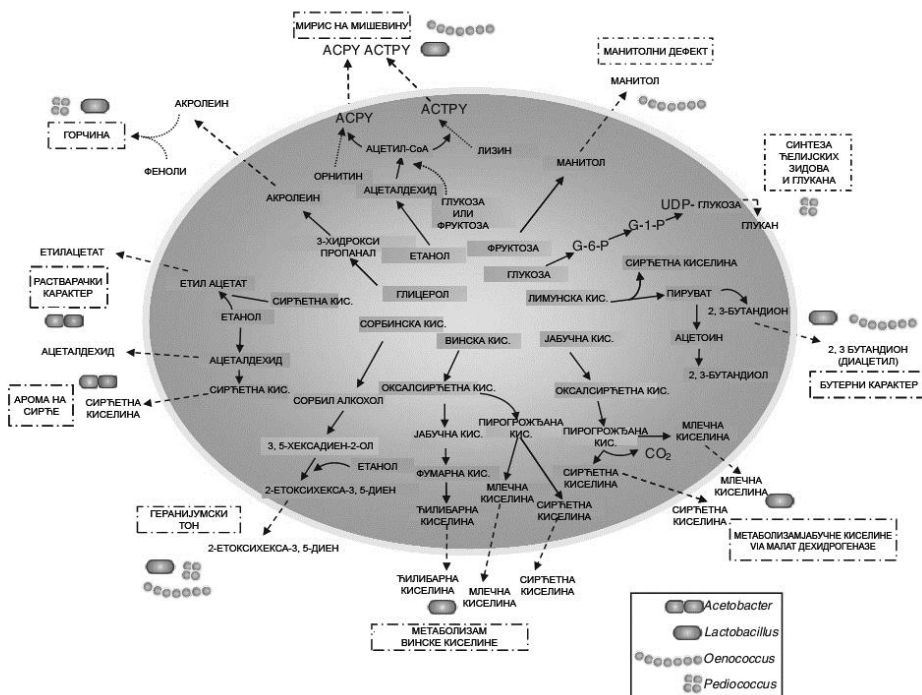 МИРИС НА МИШЕВИНУ
ACPY АСТРY
МАНИТОЛНИ ДЕФЕКТ
МАНИТОЛ
АКРОЛЕИН
ГОРЧИНА
ФЕНОЛИ
ACPY
АСТРY
АЦЕТИЛ-CoA
ЛИЗИН
ОРНИТИН
АЦЕТАЛДЕХИД
ГЛУКОЗА
ИЛИ
ФРУКТОЗА
МАНИТОЛ
СИНТЕЗА
ЋЕЛИЈСКИХ
ЗИДОВА
И ГЛУКАНА
АКРОЛЕИН
UDP- ГЛУКОЗА
G-1-P
ГЛУКАН
3-ХИДРОКСИ
ПРОПАНАЛ
ЕТАНОЛ
ФРУКТОЗА
G-6-P
ГЛУКОЗА
ЕТИЛАЦЕТАТ
РАСТВАРАЧКИ
КАРАКТЕР
ЕТИЛ АЦЕТАТ
СИРЋЕТНА КИС.
ЕТАНОЛ
ГЛИЦЕРОЛ
СИРЋЕТНА КИСЕЛИНА
ЛИМУНСКА КИС.
ПИРУВАТ
2, 3-БУТАНДИОН
СОРБИНСКА КИС.
ВИНСКА КИС.
ЈАБУЧНА КИС.
АЦЕТОИН
2, 3 БУТАНДИОН
(ДИАЦЕТИЛ)
АЦЕТАЛДЕХИД
АЦЕТАЛДЕХИД
2, 3-БУТАНДИОЛ
БУТЕРНИ КАРАКТЕР
АРОМА НА
СИРЋЕ
СИРЋЕТНА
КИСЕЛИНА
СИРЋЕТНА КИС.
СОРБИЛ АЛКОХОЛ
ОКСАЛСИРЋЕТНА КИС.
ОКСАЛСИРЋЕТНА КИС.
ПИРОГРОЖЂАНА
КИС.
ЈАБУЧНА КИС.
ПИРОГРОЖЂАНА
КИС.
МЛЕЧНА
КИСЕЛИНА
CO2
3, 5-ХЕКСАДИЕН-2-ОЛ
ЕТАНОЛ
ФУМАРНА КИС.
2-ЕТОКСИХЕКСА-3, 5-ДИЕН
МЛЕЧНА
КИСЕЛИНА
СИРЋЕТНА
КИСЕЛИНА
МЛЕЧНА
КИСЕЛИНА
ЋИЛИБАРНА
КИСЕЛИНА
СИРЋЕТНА
КИСЕЛИНА
СИРЋЕТНА
КИСЕЛИНА
ГЕРАНИЈУМСКИ
ТОН
2-ЕТОКСИХЕКСА-3, 5-ДИЕН
МЕТАБОЛИЗАМЈАБУЧНЕ КИСЕЛИНЕ
VIA МАЛАТ ДЕХИДРОГЕНАЗЕ
ЋИЛИБАРНА
КИСЕЛИНА
МЛЕЧНА
КИСЕЛИНА
СИРЋЕТНА
КИСЕЛИНА
МЕТАБОЛИЗАМ
ВИНСКЕ КИСЕЛИНЕ
Acetobacter
Lactobacillus
Oenococcus
Pediococcus